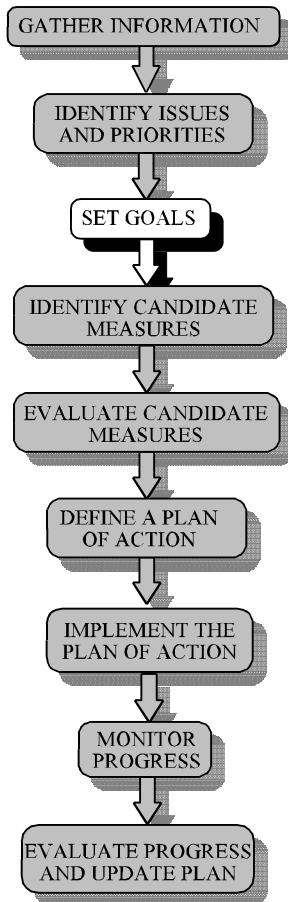 GATHER INFORMATION
IDENTIFY ISSUES
AND PRIORITIES
SET GOALS
IDENTIFY CANDIDATE
MEASURES
EVALUATE CANDIDATE
MEASURES
DEFINE A PLAN
OF ACTION
IMPLEMENT THE
PLAN OF ACTION
MONITOR
PROGRESS
EVALUATE PROGRESS
AND UPDATE PLAN